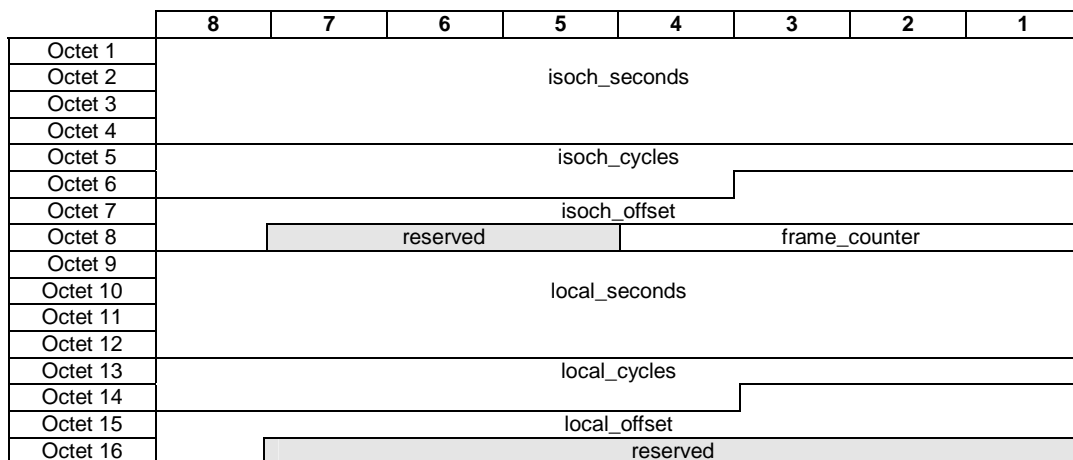 8 7 6 5 4 3 2 1
Octet 1
Octet 2 isoch_seconds
Octet 3
Octet 4
Octet 5 isoch_cycles
Octet 6
Octet 7 isoch_offset
Octet 8 reserved frame_counter
Octet 9
Octet 10 local_seconds
Octet 11
Octet 12
Octet 13 local_cycles
Octet 14
Octet 15 local_offset
Octet 16 reserved